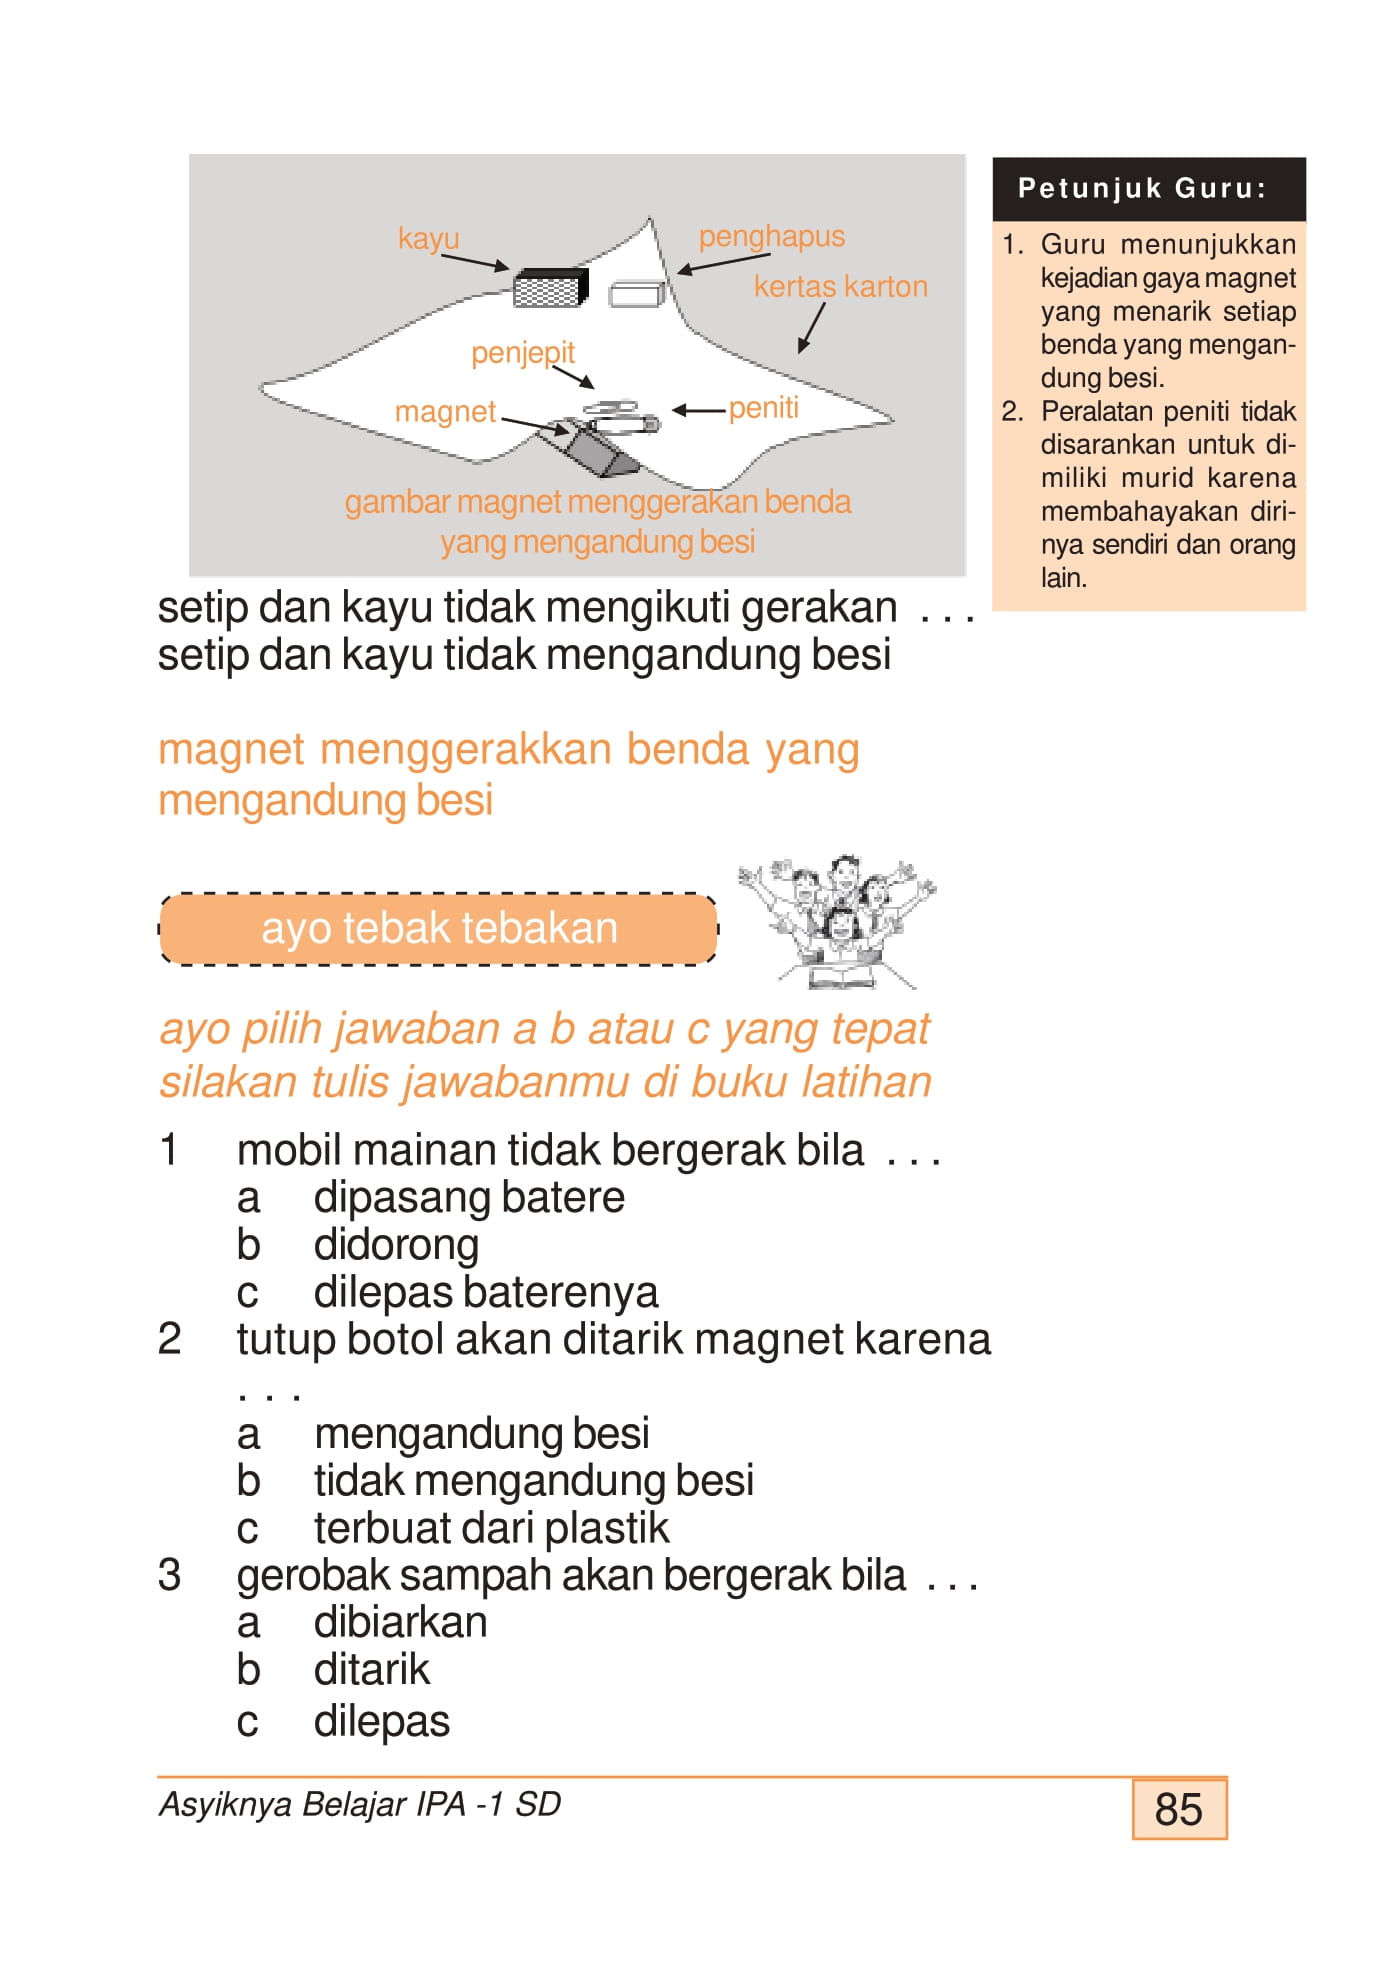 kayu
penghapus
kertas karton
penjepit
magnet
peniti
gambar magnet menggerakan benda
yang mengandung besi
Petunjuk Guru:
1. Guru menunjukkan
kejadian gaya magnet
yang menarik setiap
benda yang mengan-
dung besi.
2. Peralatan peniti tidak
disarankan untuk di-
miliki murid karena
membahayakan diri-
nya sendiri dan orang
lain.
setip dan kayu tidak mengikuti gerakan . . .
setip dan kayu tidak mengandung besi
magnet menggerakkan benda yang
mengandung besi
ayo tebak tebakan
ayo pilih jawaban a b atau c yang tepat
silakan tulis jawabanmu di buku latihan
1 mobil mainan tidak bergerak bila . . .
a dipasang batere
b didorong
c dilepas baterenya
2 tutup botol akan ditarik magnet karena
. . .
a mengandung besi
b tidak mengandung besi
c terbuat dari plastik
3 gerobak sampah akan bergerak bila . . .
a dibiarkan
b ditarik
c dilepas
Asyiknya Belajar IPA -1 SD
85